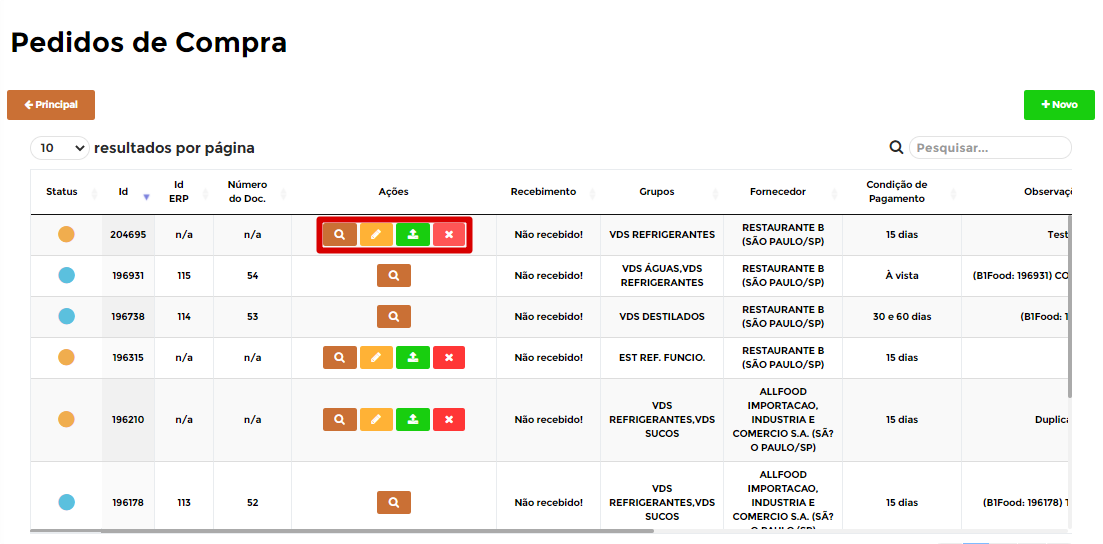 Pedidos de Compra
Principal
Novo
10 resultados por página
Pesquisar...
Status Id Id ERP Número do Doc. Ações Recebimento Grupos Fornecedor Condição de Pagamento Observaçã
204695 n/a n/a Não recebido! VDS REFRIGERANTES RESTAURANTE B (SÃO PAULO/SP) 15 dias Test
196931 115 54 Não recebido! VDS ÁGUAS,VDS REFRIGERANTES RESTAURANTE B (SÃO PAULO/SP) À vista (B1Food: 196931) CO
196738 114 53 Não recebido! VDS DESTILADOS RESTAURANTE B (SÃO PAULO/SP) 30 e 60 dias (B1Food: 1
196315 n/a n/a Não recebido! EST REF. FUNCIO. RESTAURANTE B (SÃO PAULO/SP) 15 dias
196210 n/a n/a Não recebido! VDS REFRIGERANTES,VDS SUCOS ALLFOOD IMPORTACAO, INDUSTRIA E COMERCIO S.A. (SÃ?O PAULO/SP) 15 dias Duplica
196178 113 52 Não recebido! VDS REFRIGERANTES,VDS SUCOS ALLFOOD IMPORTACAO, INDUSTRIA E COMERCIO S.A. (SÃ?O PAULO/SP) 15 dias (B1Food: 196178) T